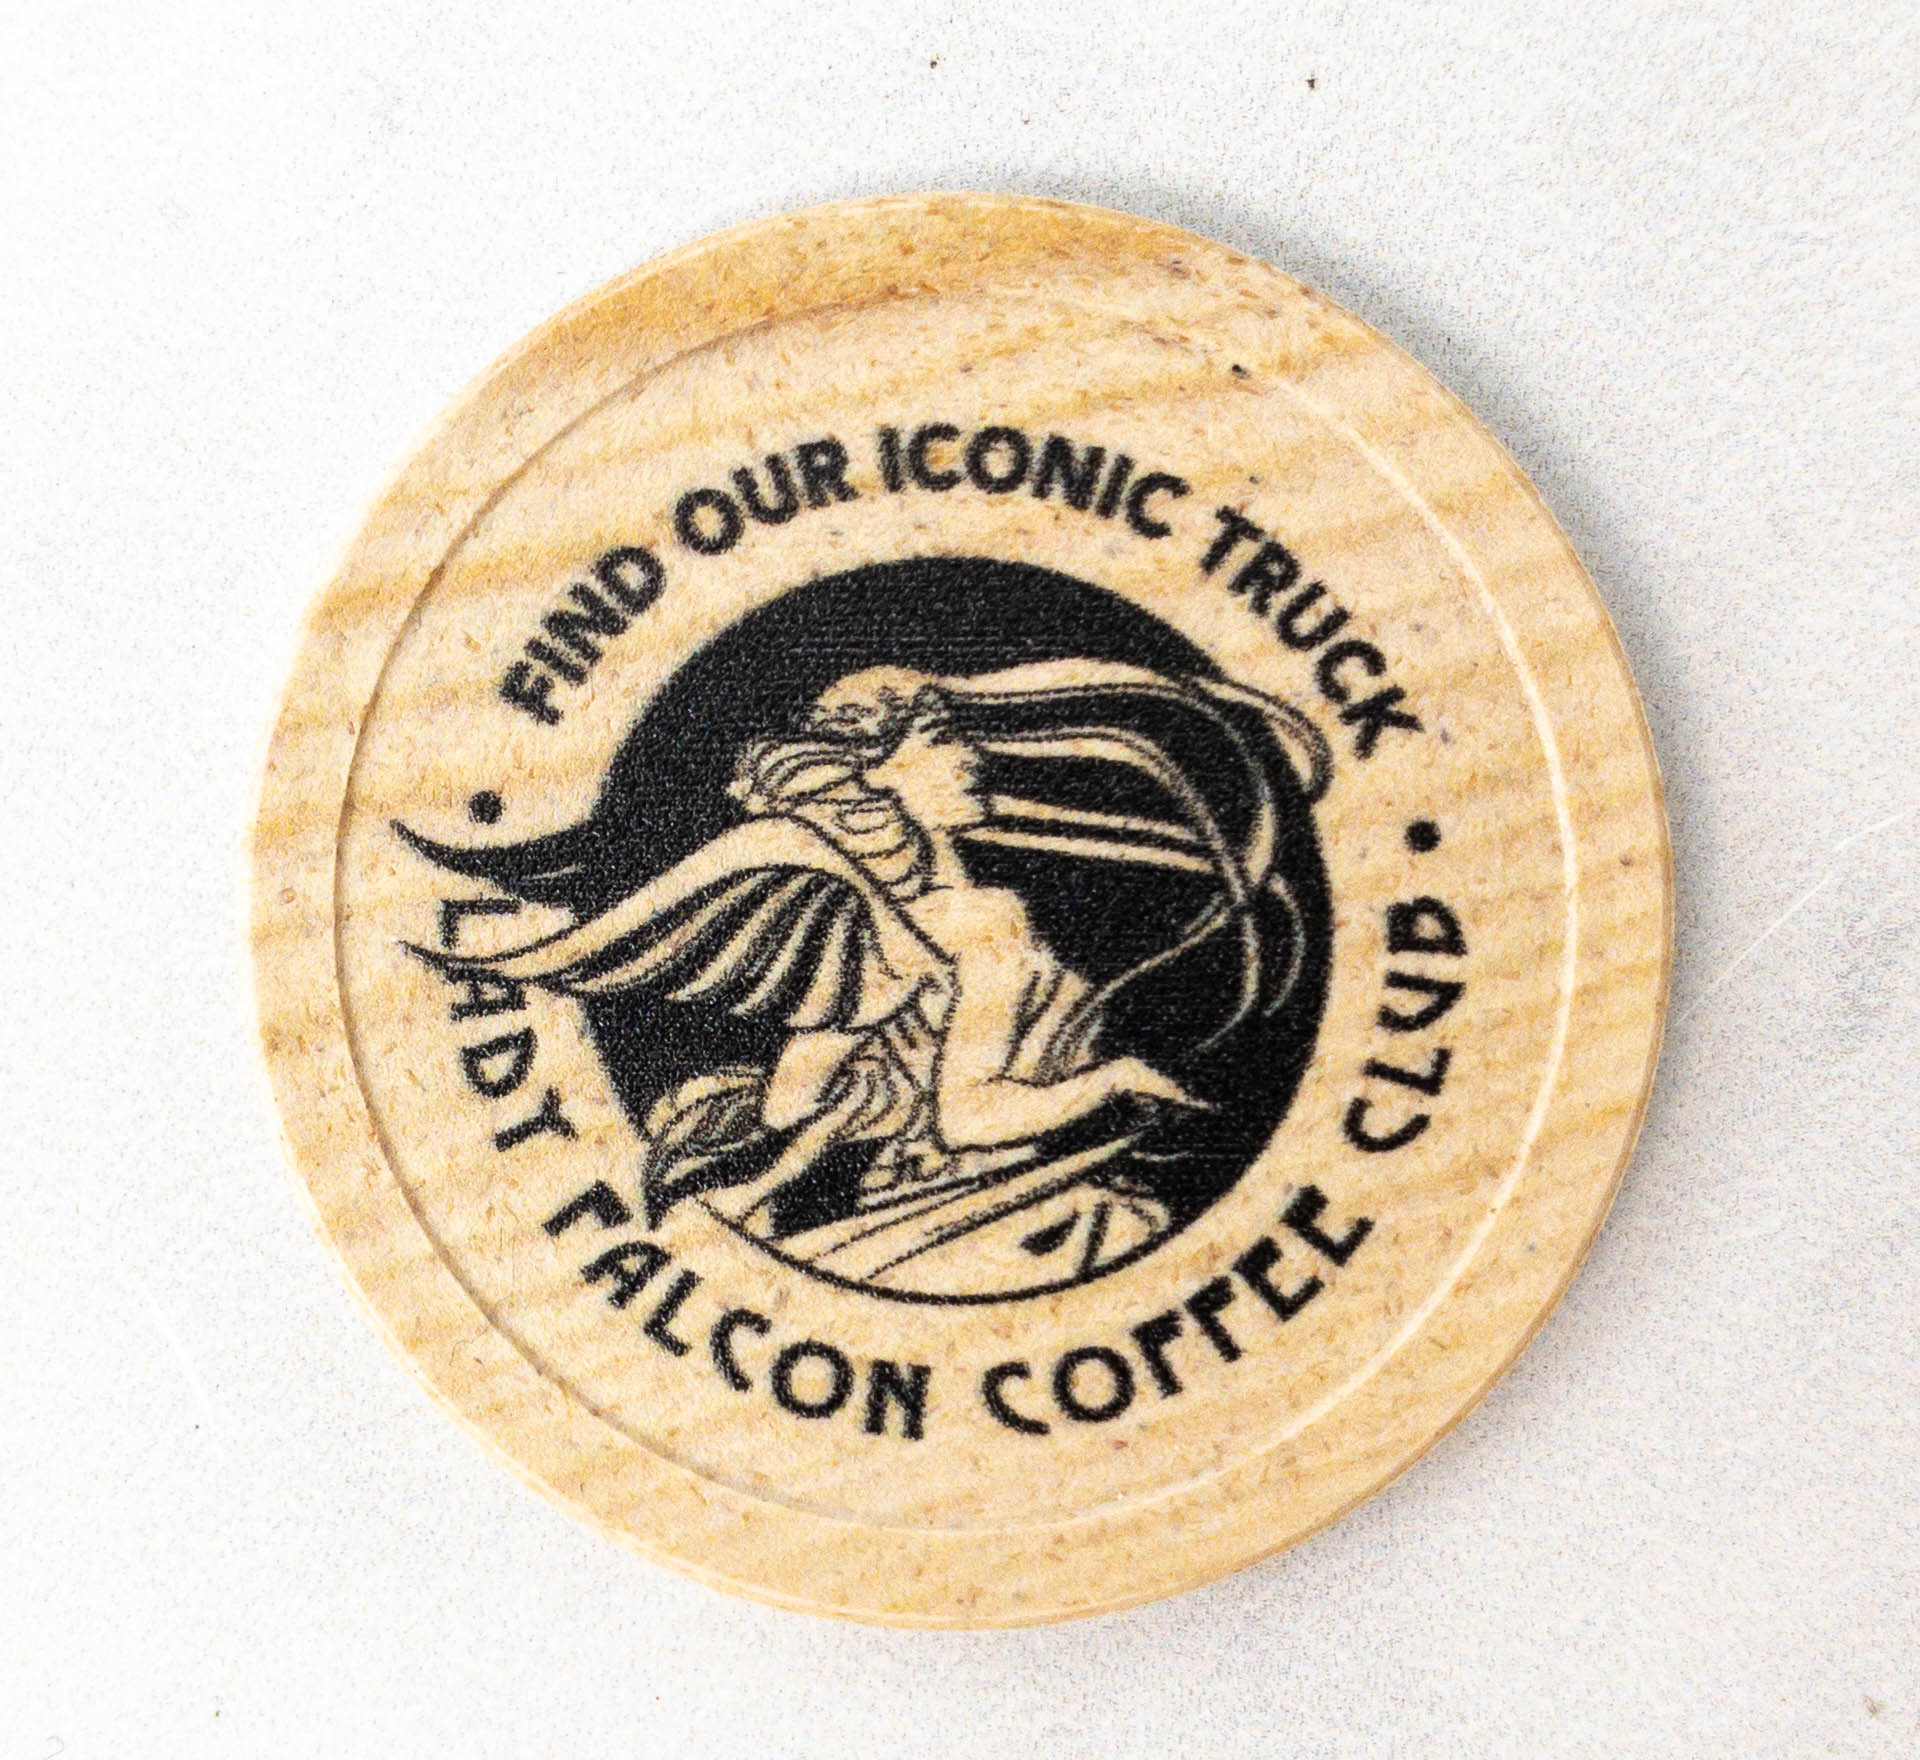 FIND OUR ICONIC TRUCK
LADY FALCON COFFEE CLUB